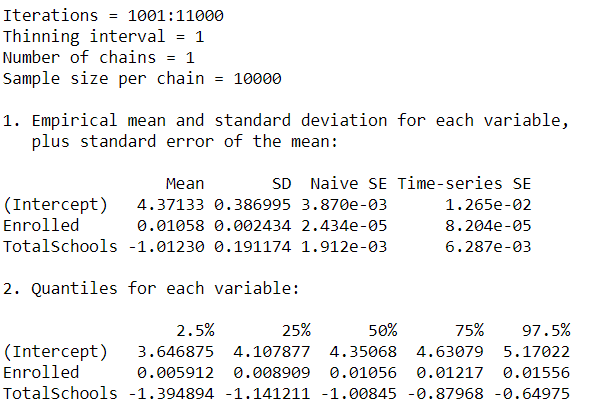 Iterations = 1001:11000
Thinning interval = 1
Number of chains = 1
Sample size per chain = 10000

1. Empirical mean and standard deviation for each variable,
   plus standard error of the mean:

                Mean       SD  Naive SE Time-series SE
(Intercept)   4.37133 0.386995 3.870e-03      1.265e-02
Enrolled      0.01058 0.002434 2.434e-05      8.204e-05
TotalSchools -1.01230 0.191174 1.912e-03      6.287e-03

2. Quantiles for each variable:

                  2.5%       25%      50%      75%    97.5%
(Intercept)   3.646875  4.107877  4.35068  4.63079  5.17022
Enrolled      0.005912  0.008909  0.01056  0.01217  0.01556
TotalSchools -1.394894 -1.141211 -1.00845 -0.87968 -0.64975